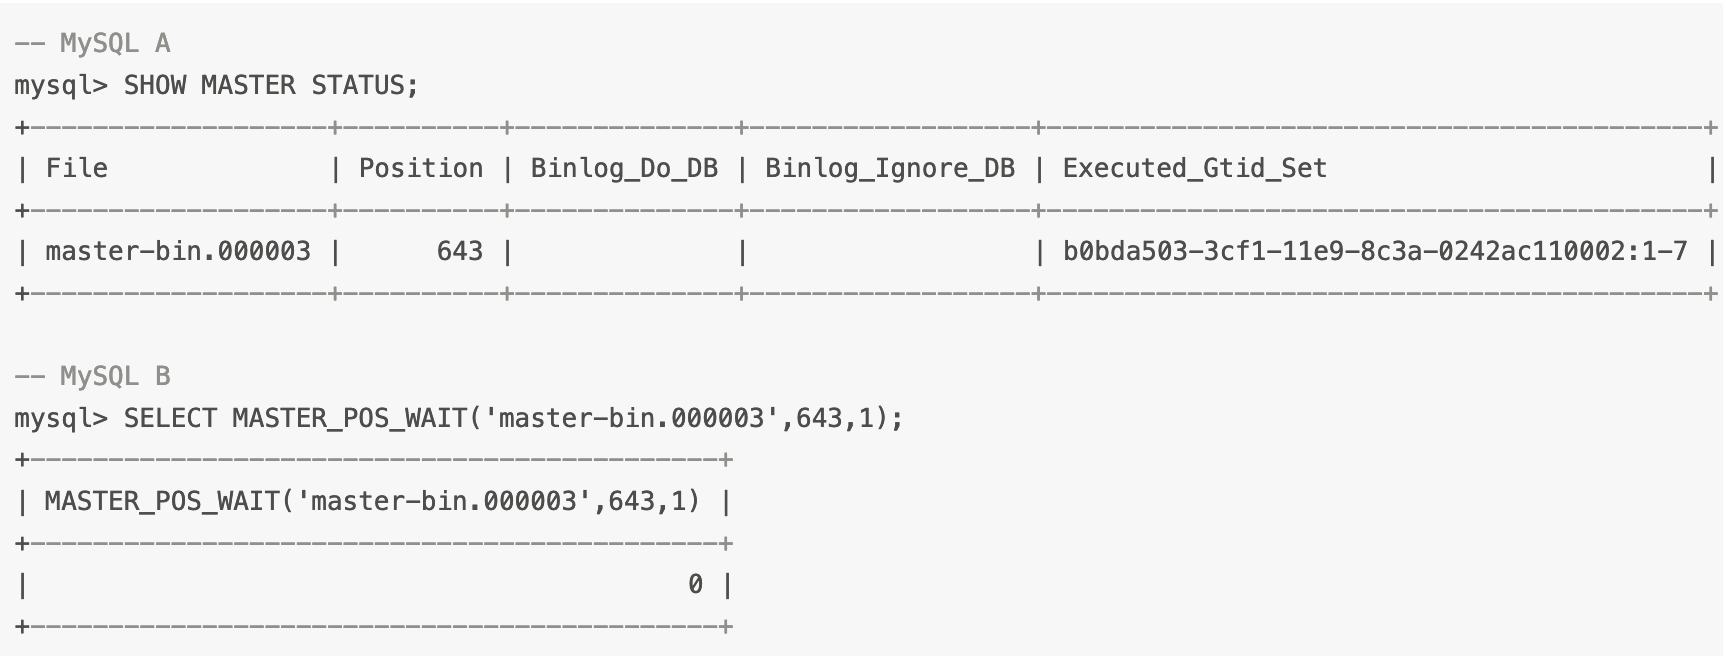 -- MySQL A
mysql> SHOW MASTER STATUS;
+-------------------+----------+--------------+------------------+------------------------------------------+
| File              | Position | Binlog_Do_DB | Binlog_Ignore_DB | Executed_Gtid_Set                        |
+-------------------+----------+--------------+------------------+------------------------------------------+
| master-bin.000003 |      643 |              |                  | b0bda503-3cf1-11e9-8c3a-0242ac110002:1-7 |
+-------------------+----------+--------------+------------------+------------------------------------------+
-- MySQL B
mysql> SELECT MASTER_POS_WAIT('master-bin.000003',643,1);
+--------------------------------------------+
| MASTER_POS_WAIT('master-bin.000003',643,1) |
+--------------------------------------------+
|                                          0 |
+--------------------------------------------+